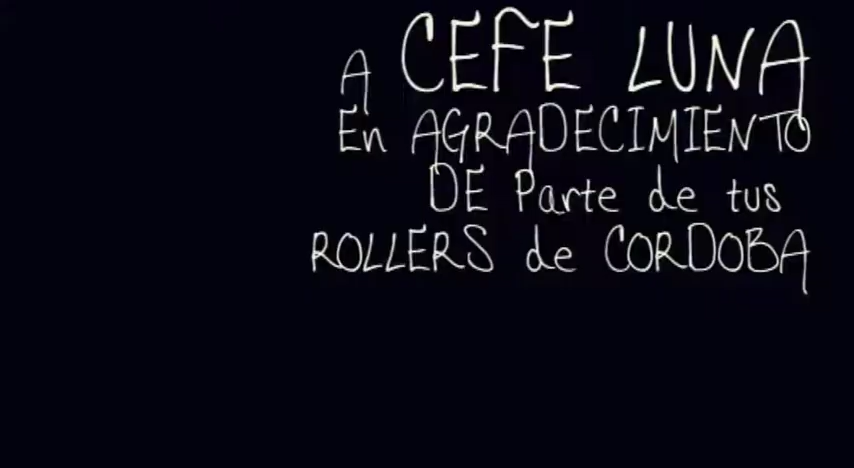 A CEFE LUNA
En AGRADECIMIENTO
DE Parte de tus
ROLLERS de CORDOBA